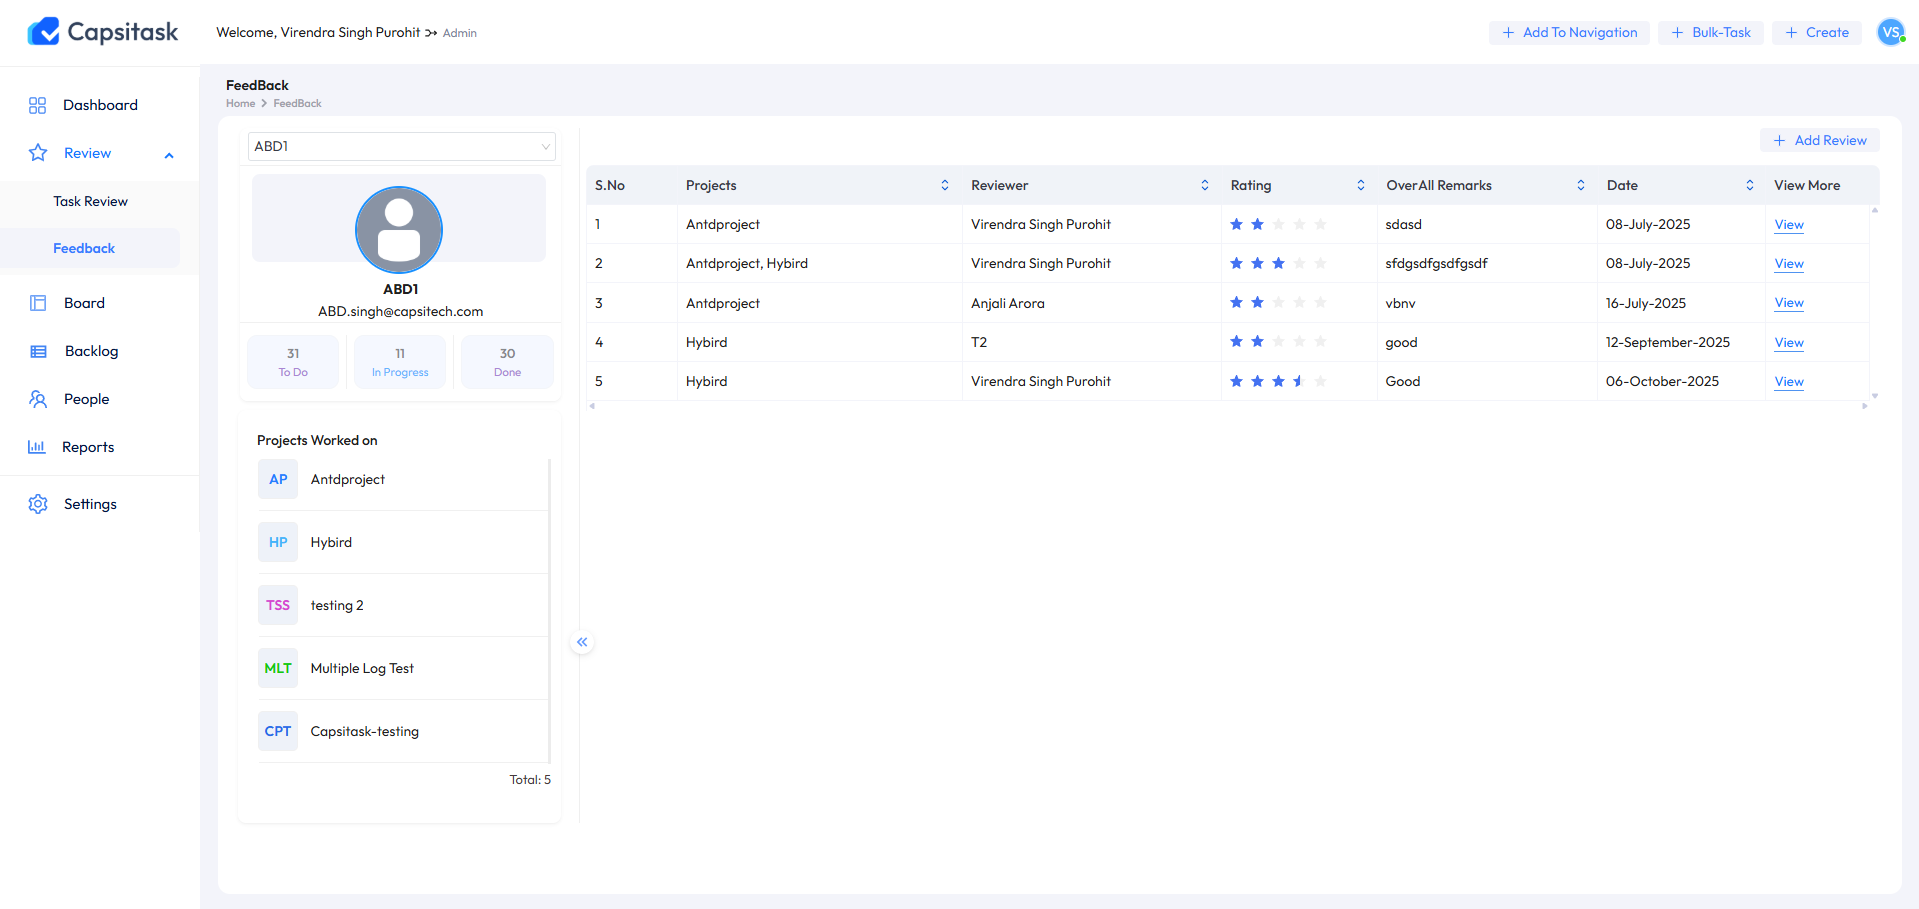 Capsitask
Welcome, Virendra Singh Purohit Admin
Add To Navigation
Bulk-Task
Create
VS
Dashboard
Review
Task Review
Feedback
Board
Backlog
People
Reports
Settings
FeedBack
Home FeedBack
ABD1
ABD1
ABD.singh@capsitech.com
31 11 30
To Do In Progress Done
Projects Worked on
AP Antdproject
HP Hybird
TSS testing 2
MLT Multiple Log Test
CPT Capsitask-testing
Total: 5
Add Review
S.No Projects Reviewer Rating OverAll Remarks Date View More
1 Antdproject Virendra Singh Purohit sdasd 08-July-2025 View
2 Antdproject, Hybird Virendra Singh Purohit sfdgsdfgsdfgsdf 08-July-2025 View
3 Antdproject Anjali Arora vbnv 16-July-2025 View
4 Hybird T2 good 12-September-2025 View
5 Hybird Virendra Singh Purohit Good 06-October-2025 View